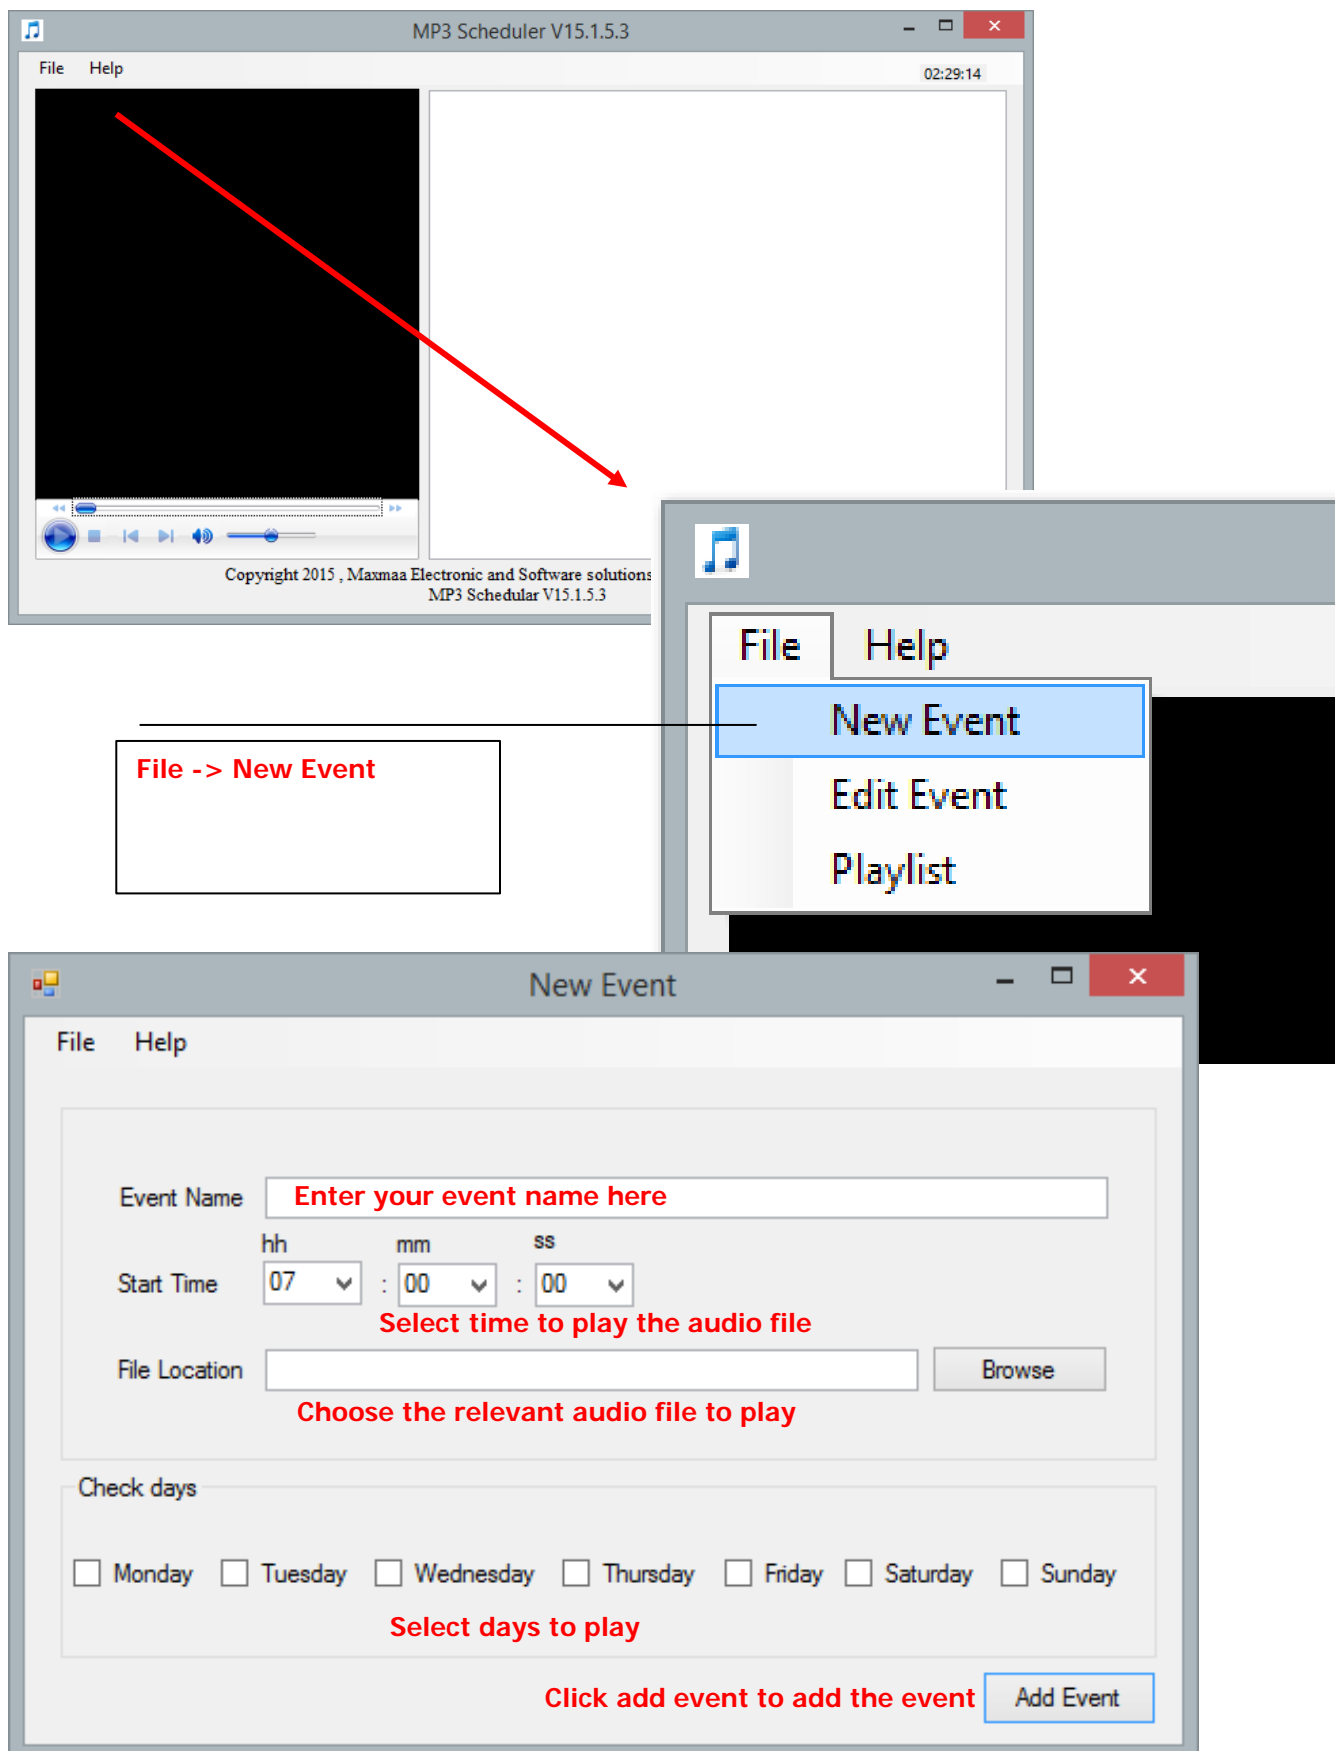 MP3 Scheduler V15.1.5.3
File Help
02:29:14
Copyright 2015 , Maxmaa Electronic and Software solutions
MP3 Schedular V15.1.5.3
File Help
New Event
Edit Event
Playlist
File -> New Event
New Event
File Help
Event Name Enter your event name here
hh mm ss
Start Time 07 : 00 : 00
Select time to play the audio file
File Location Browse
Choose the relevant audio file to play
Check days
Monday Tuesday Wednesday Thursday Friday Saturday Sunday
Select days to play
Click add event to add the event Add Event